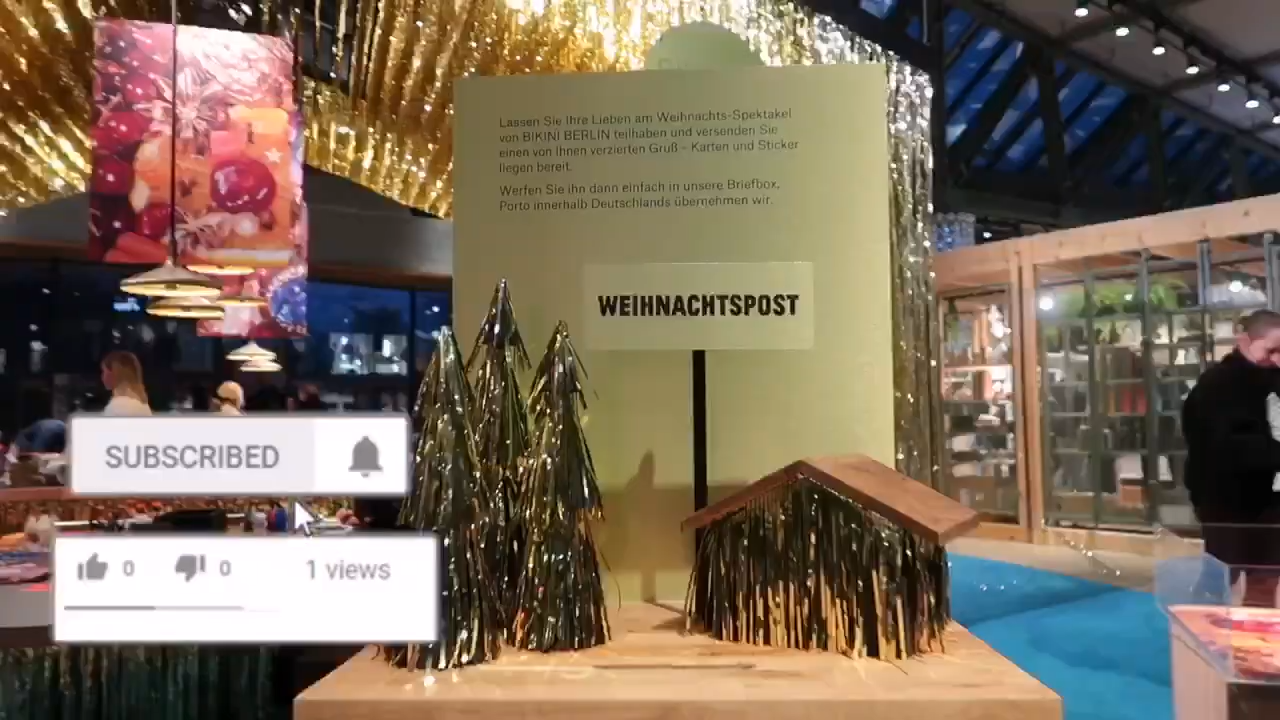 Lassen Sie Ihre Lieben am Weihnachts-Spektakel
von BIKINI BERLIN teilhaben und versenden Sie
einen von Ihnen verzierten Gruß – Karten und Sticker
liegen bereit.
Werfen Sie ihn dann einfach in unsere Briefbox.
Porto innerhalb Deutschlands übernehmen wir.
WEIHNACHTSPOST
SUBSCRIBED
0
0
1 views